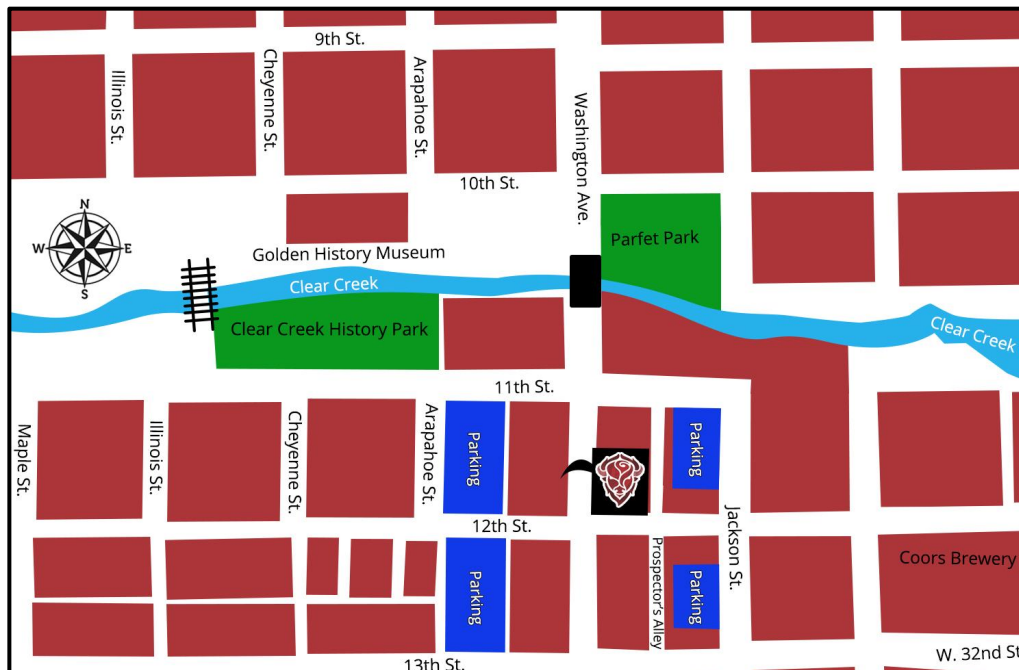 9th St.
Illinois St.
Cheyenne St.
Arapahoe St.
Washington Ave.
10th St.
N
W
E
S
Golden History Museum
Parfet Park
Clear Creek
Clear Creek
Clear Creek History Park
11th St.
Maple St.
Illinois St.
Cheyenne St.
Arapahoe St.
Parking
Parking
12th St.
Jackson St.
Parking
Prospector's Alley
Parking
Coors Brewery
13th St.
W. 32nd St